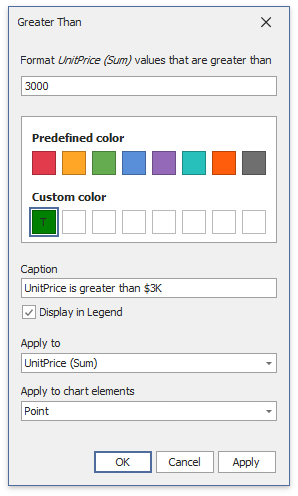 Greater Than
Format UnitPrice (Sum) values that are greater than
3000
Predefined color
Custom color
T
Caption
UnitPrice is greater than $3K
Display in Legend
Apply to
UnitPrice (Sum)
Apply to chart elements
Point
OK Cancel Apply